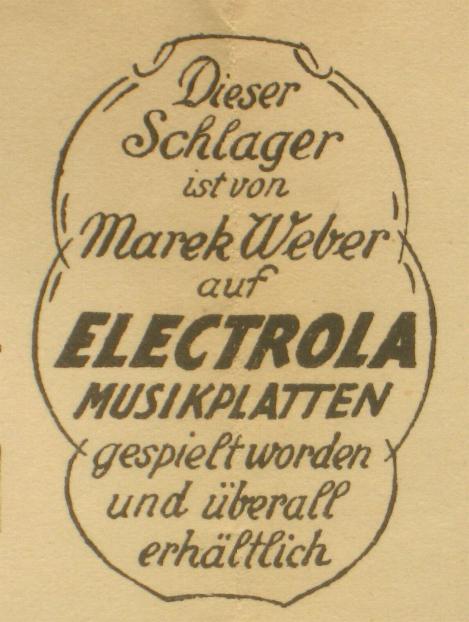 Dieser
Schlager
ist von
Marek Weber
auf
ELECTROLA
MUSIKPLATTEN
gespielt worden
und überall
erhältlich